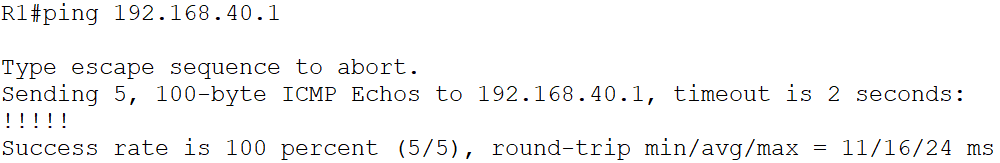 R1#ping 192.168.40.1
Type escape sequence to abort.
Sending 5, 100-byte ICMP Echos to 192.168.40.1, timeout is 2 seconds:
!!!!!
Success rate is 100 percent (5/5), round-trip min/avg/max = 11/16/24 ms